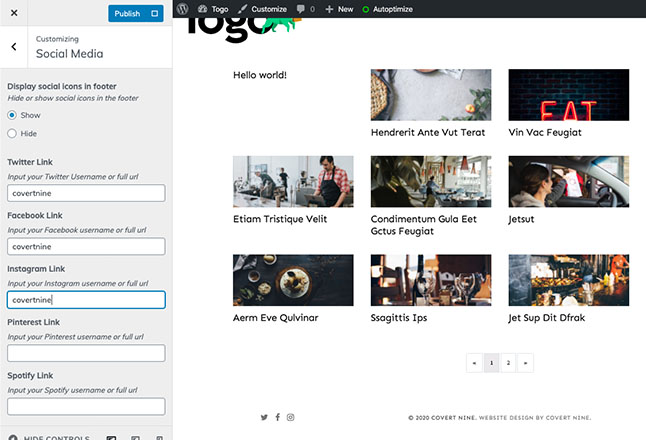 Publish
Togo
Customize
0
New
Autoptimize
Togo
Customizing
Social Media
Display social icons in footer
Hide or show social icons in the footer
Show
Hide
Twitter Link
Input your Twitter Username or full url
covertnine
Facebook Link
Input your Facebook username or full url
covertnine
Instagram Link
Input your Instagram username or full url
covertnine
Pinterest Link
Input your Pinterest username or full url
Spotify Link
Input your Spotify username or full url
HIDE CONTROLS
Hello world!
EAT
Hendrerit Ante Vut Terat
Vin Vac Feugiat
Etiam Tristique Velit
Condimentum Gula Eet
Gctus Feugiat
Jetsut
Aerm Eve Qulvinar
Ssagittis Ips
Jet Sup Dit Dfrak
« 1 2 »
© 2020 COVERT NINE. WEBSITE DESIGN BY COVERT NINE.